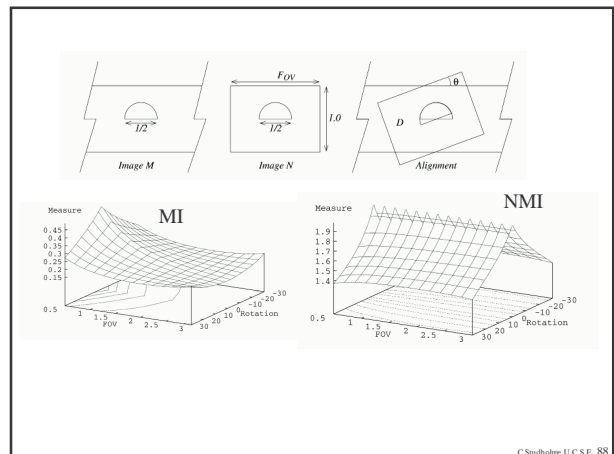 F_OV
θ
1/2
1/2
1.0
D
Image M
Image N
Alignment
Measure
MI
0.45
0.4
0.35
0.3
0.25
0.2
0.15
0.5
1
1.5
2
2.5
3
FOV
30
20
10
0
-10
-20
-30
Rotation
Measure
NMI
1.9
1.8
1.7
1.6
1.5
1.4
0.5
1
1.5
2
2.5
3
FOV
30
20
10
0
-10
-20
-30
Rotation
C.Studholme U.C.S.F. 88